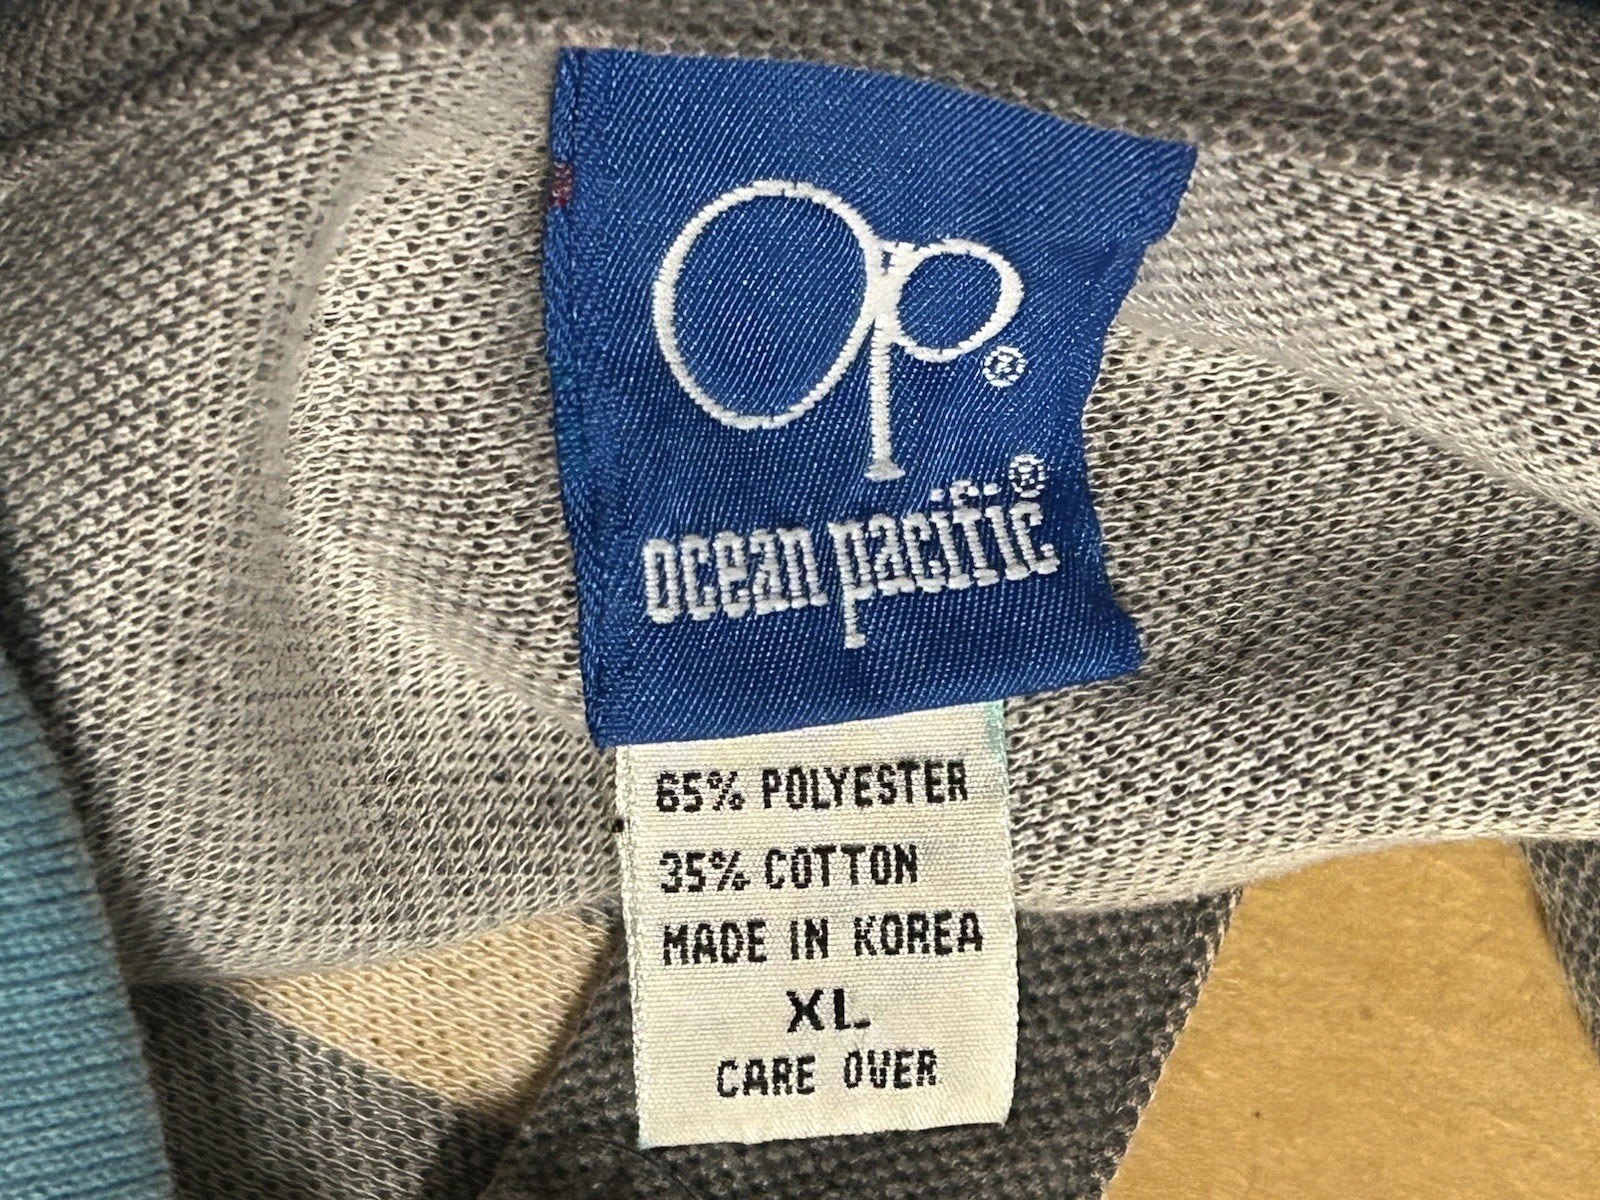 Op®
ocean pacific®
65% POLYESTER
35% COTTON
MADE IN KOREA
XL
CARE OVER